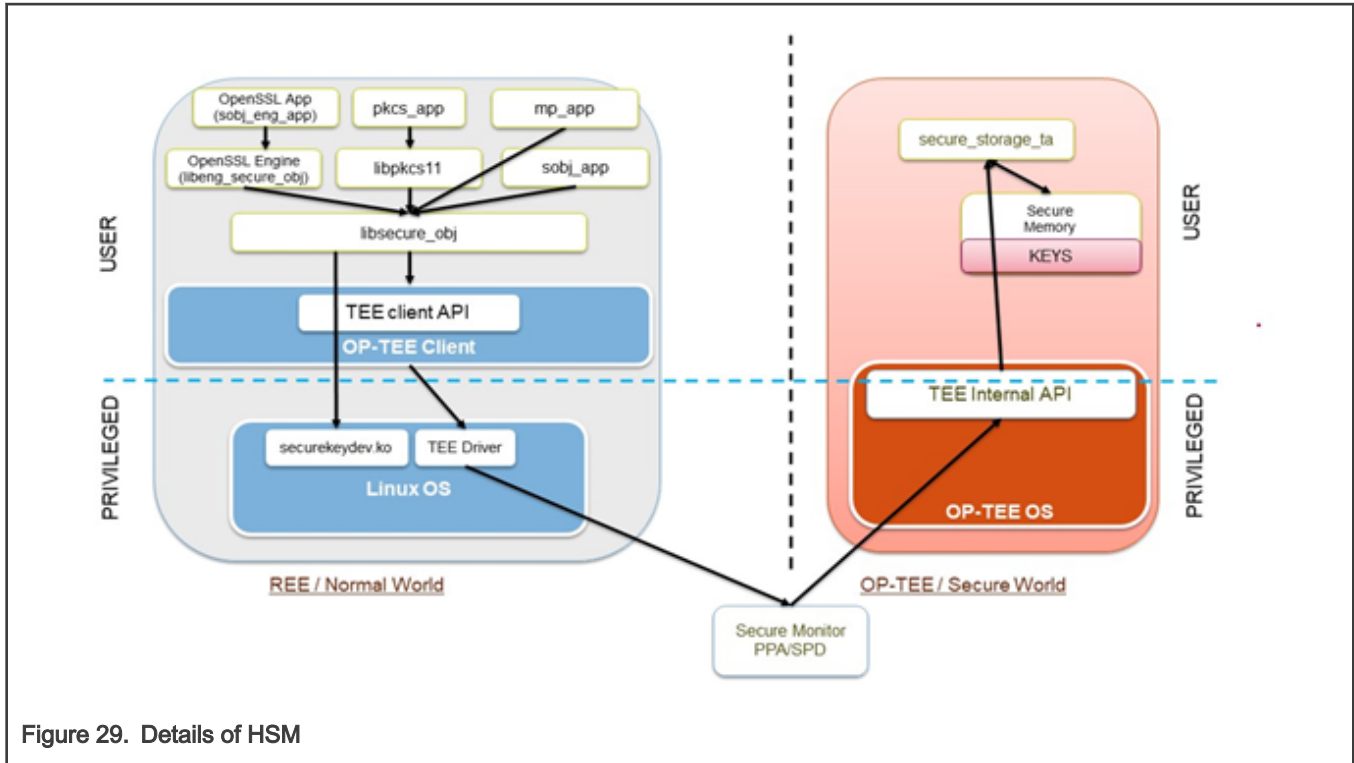 OpenSSL App
(sobj_eng_app)
pkcs_app
mp_app
OpenSSL Engine
(libeng_secure_obj)
libpkcs11
sobj_app
libsecure_obj
USER
TEE client API
OP-TEE Client
PRIVILEGED
securekeydev.ko
TEE Driver
Linux OS
REE / Normal World
secure_storage_ta
Secure
Memory
KEYS
USER
TEE Internal API
OP-TEE OS
PRIVILEGED
OP-TEE / Secure World
Secure Monitor
PPA/SPD
Figure 29. Details of HSM